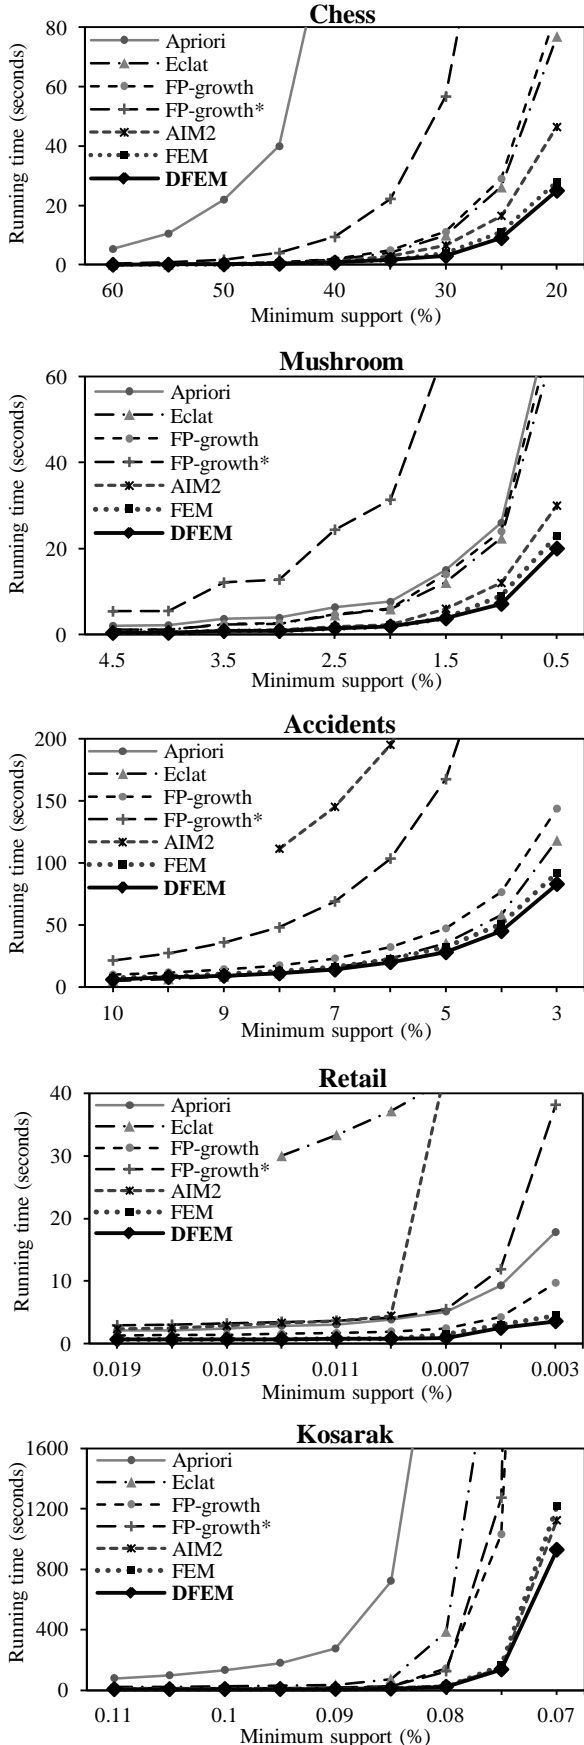 Chess
80
60
40
20
0
Running time (seconds)
Apriori
Eclat
FP-growth
FP-growth*
AIM2
FEM
DFEM
60 50 40 30 20
Minimum support (%)
Mushroom
60
40
20
0
Running time (seconds)
Apriori
Eclat
FP-growth
FP-growth*
AIM2
FEM
DFEM
4.5 3.5 2.5 1.5 0.5
Minimum support (%)
Accidents
200
150
100
50
0
Running time (seconds)
Apriori
Eclat
FP-growth
FP-growth*
AIM2
FEM
DFEM
10 9 7 5 3
Minimum support (%)
Retail
40
30
20
10
0
Running time (seconds)
Apriori
Eclat
FP-growth
FP-growth*
AIM2
FEM
DFEM
0.019 0.015 0.011 0.007 0.003
Minimum support (%)
Kosarak
1600
1200
800
400
0
Running time (seconds)
Apriori
Eclat
FP-growth
FP-growth*
AIM2
FEM
DFEM
0.11 0.1 0.09 0.08 0.07
Minimum support (%)